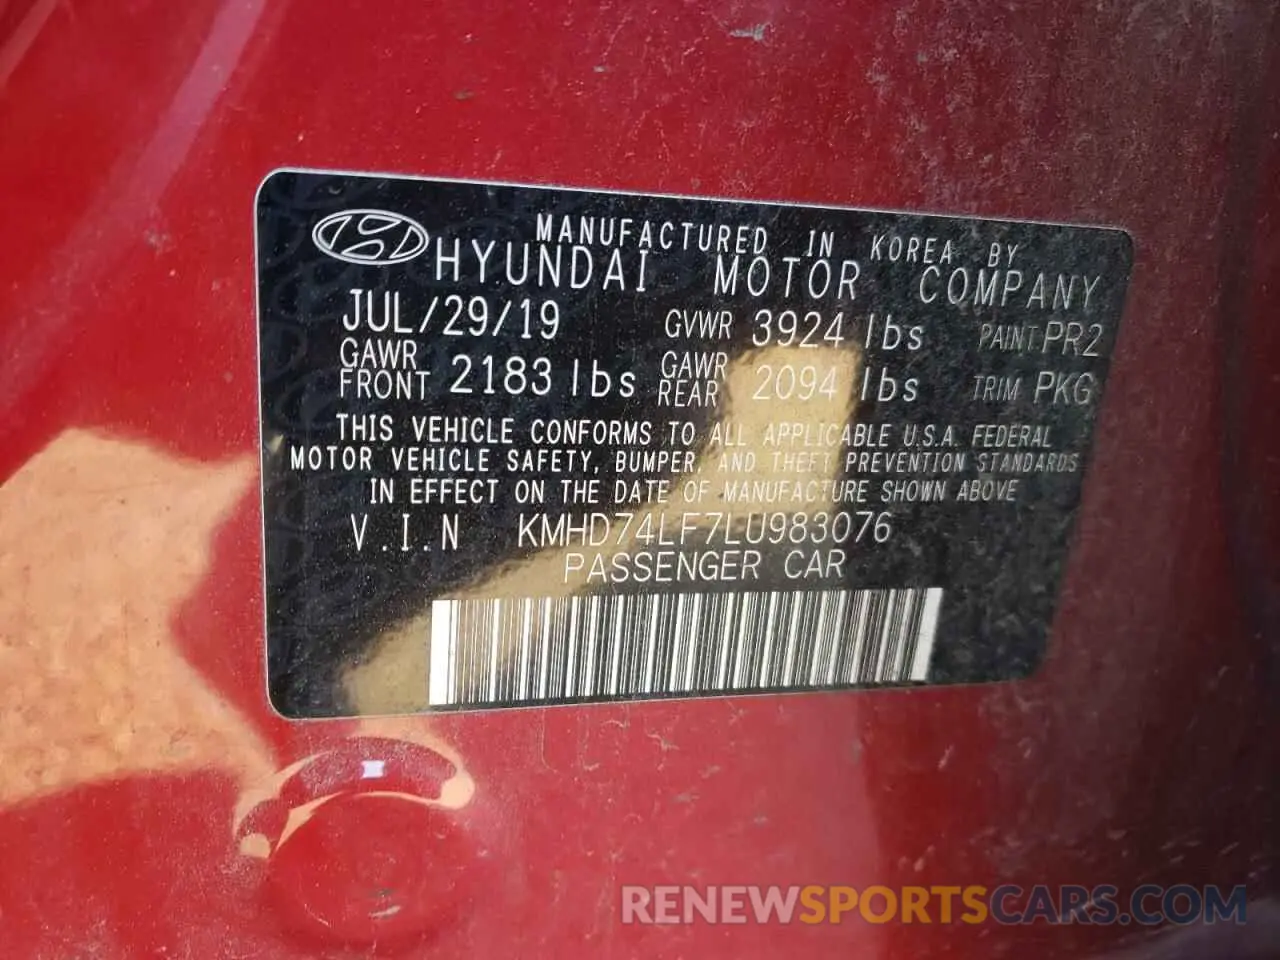 MANUFACTURED IN KOREA BY
HYUNDAI MOTOR COMPANY
JUL/29/19 GVWR 3924 lbs PAINT PR2
GAWR FRONT 2183 lbs GAWR REAR 2094 lbs TRIM PKG
THIS VEHICLE CONFORMS TO ALL APPLICABLE U.S.A. FEDERAL
MOTOR VEHICLE SAFETY, BUMPER, AND THEFT PREVENTION STANDARDS
IN EFFECT ON THE DATE OF MANUFACTURE SHOWN ABOVE
V.I.N KMHD74LF7LU983076
PASSENGER CAR
RENEWSPORTSCARS.COM